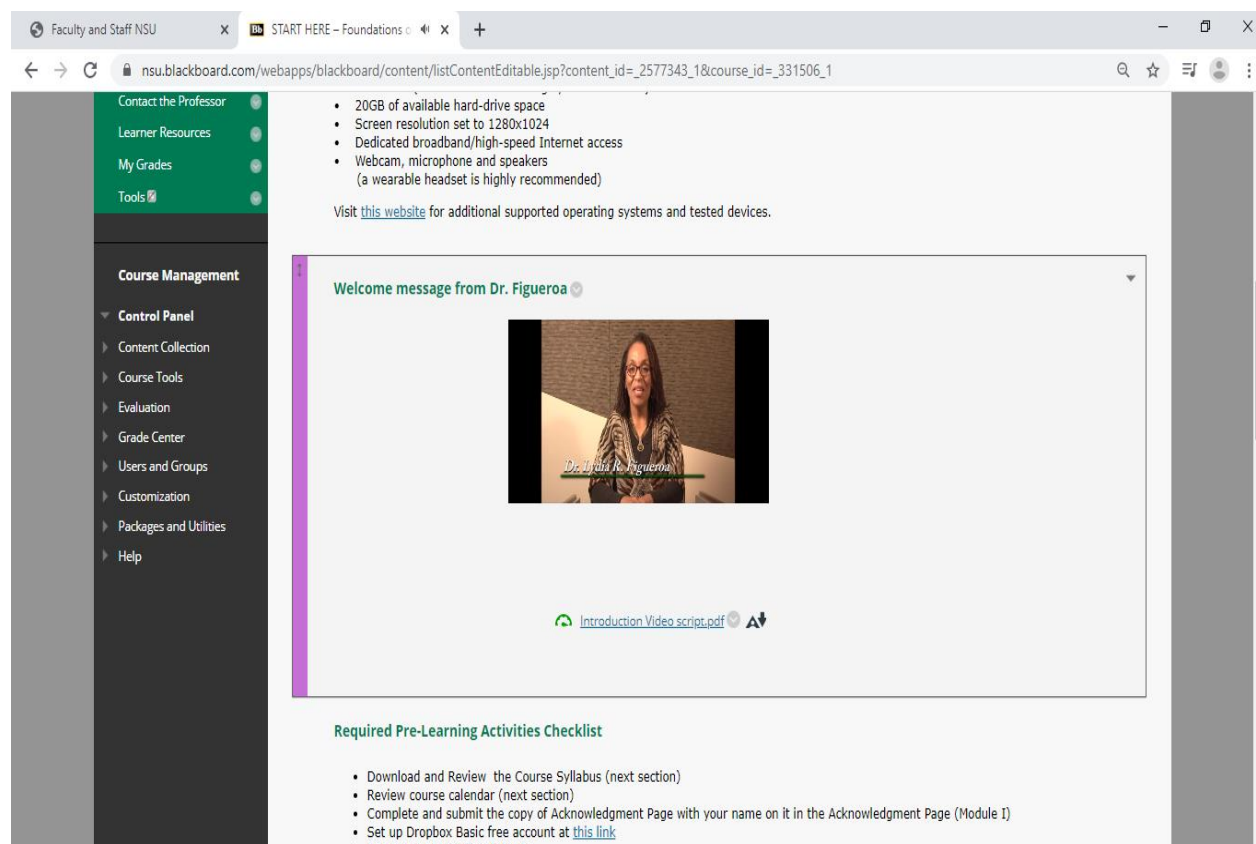 Faculty and Staff NSU
START HERE – Foundations o
nsu.blackboard.com/webapps/blackboard/content/listContentEditable.jsp?content_id=_2577343_1&course_id=_331506_1
Contact the Professor
Learner Resources
My Grades
Tools
Course Management
Control Panel
Content Collection
Course Tools
Evaluation
Grade Center
Users and Groups
Customization
Packages and Utilities
Help
• 20GB of available hard-drive space
• Screen resolution set to 1280x1024
• Dedicated broadband/high-speed Internet access
• Webcam, microphone and speakers
(a wearable headset is highly recommended)
Visit this website for additional supported operating systems and tested devices.
Welcome message from Dr. Figueroa
Dr. Lydia R. Figueroa
Introduction Video script.pdf
Required Pre-Learning Activities Checklist
• Download and Review the Course Syllabus (next section)
• Review course calendar (next section)
• Complete and submit the copy of Acknowledgment Page with your name on it in the Acknowledgment Page (Module I)
• Set up Dropbox Basic free account at this link